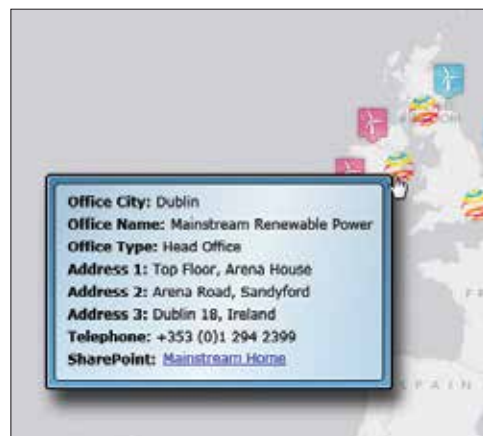 Office City: Dublin
Office Name: Mainstream Renewable Power
Office Type: Head Office
Address 1: Top Floor, Arena House
Address 2: Arena Road, Sandyford
Address 3: Dublin 18, Ireland
Telephone: +353 (0)1 294 2399
SharePoint: Mainstream Home
SPAIN